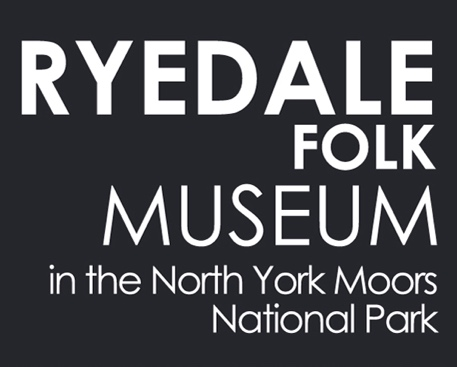 RYEDALE
FOLK
MUSEUM
in the North York Moors
National Park